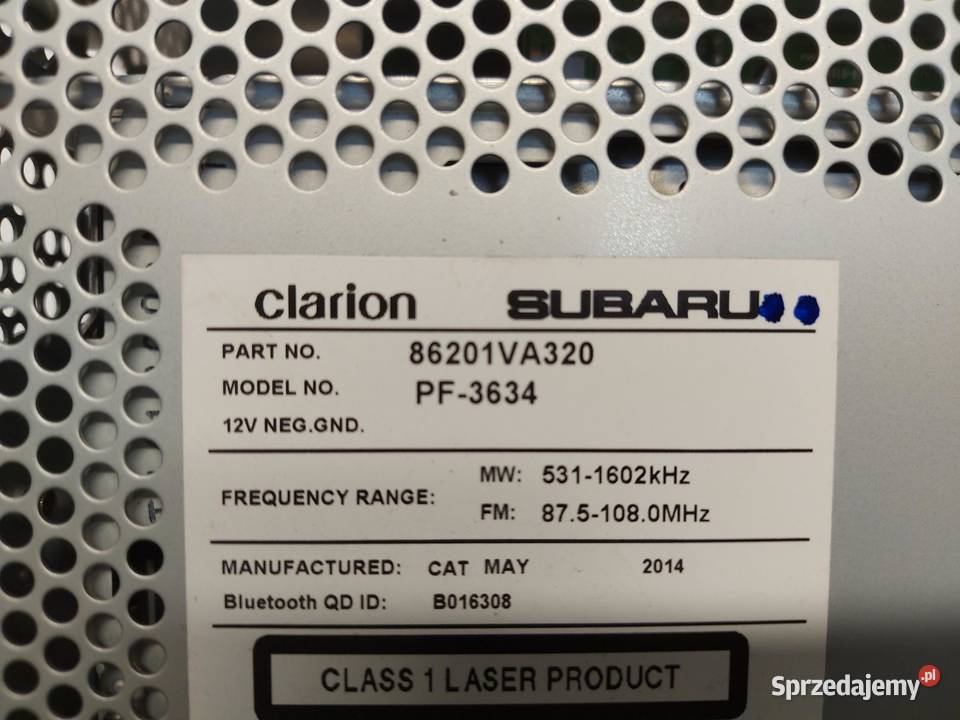 clarion SUBARU
PART NO. 86201VA320
MODEL NO. PF-3634
12V NEG.GND.
FREQUENCY RANGE: MW: 531-1602kHz
FM: 87.5-108.0MHz
MANUFACTURED: CAT MAY 2014
Bluetooth QD ID: B016308
CLASS 1 LASER PRODUCT
Sprzedajemy.pl